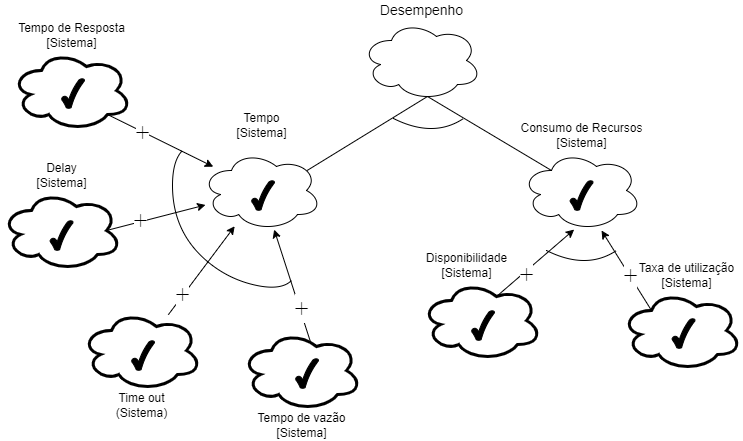 Desempenho
Tempo de Resposta
[Sistema]
Tempo
[Sistema]
Consumo de Recursos
[Sistema]
Delay
[Sistema]
Disponibilidade
[Sistema]
Taxa de utilização
[Sistema]
Time out
(Sistema)
Tempo de vazão
[Sistema]